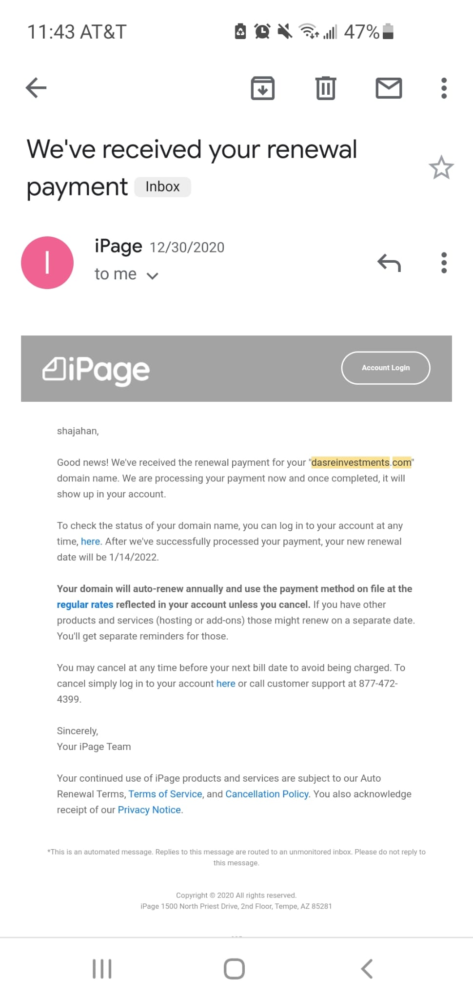 11:43 AT&T 47%
We've received your renewal
payment Inbox
I
iPage 12/30/2020
to me
iPage Account Login
shajahan,
Good news! We've received the renewal payment for your "dasreinvestments.com"
domain name. We are processing your payment now and once completed, it will
show up in your account.
To check the status of your domain name, you can log in to your account at any
time, here. After we've successfully processed your payment, your new renewal
date will be 1/14/2022.
Your domain will auto-renew annually and use the payment method on file at the
regular rates reflected in your account unless you cancel. If you have other
products and services (hosting or add-ons) those might renew on a separate date.
You'll get separate reminders for those.
You may cancel at any time before your next bill date to avoid being charged. To
cancel simply log in to your account here or call customer support at 877-472-
4399.
Sincerely,
Your iPage Team
Your continued use of iPage products and services are subject to our Auto
Renewal Terms, Terms of Service, and Cancellation Policy. You also acknowledge
receipt of our Privacy Notice.
*This is an automated message. Replies to this message are routed to an unmonitored inbox. Please do not reply to
this message.
Copyright © 2020 All rights reserved.
iPage 1500 North Priest Drive, 2nd Floor, Tempe, AZ 85281